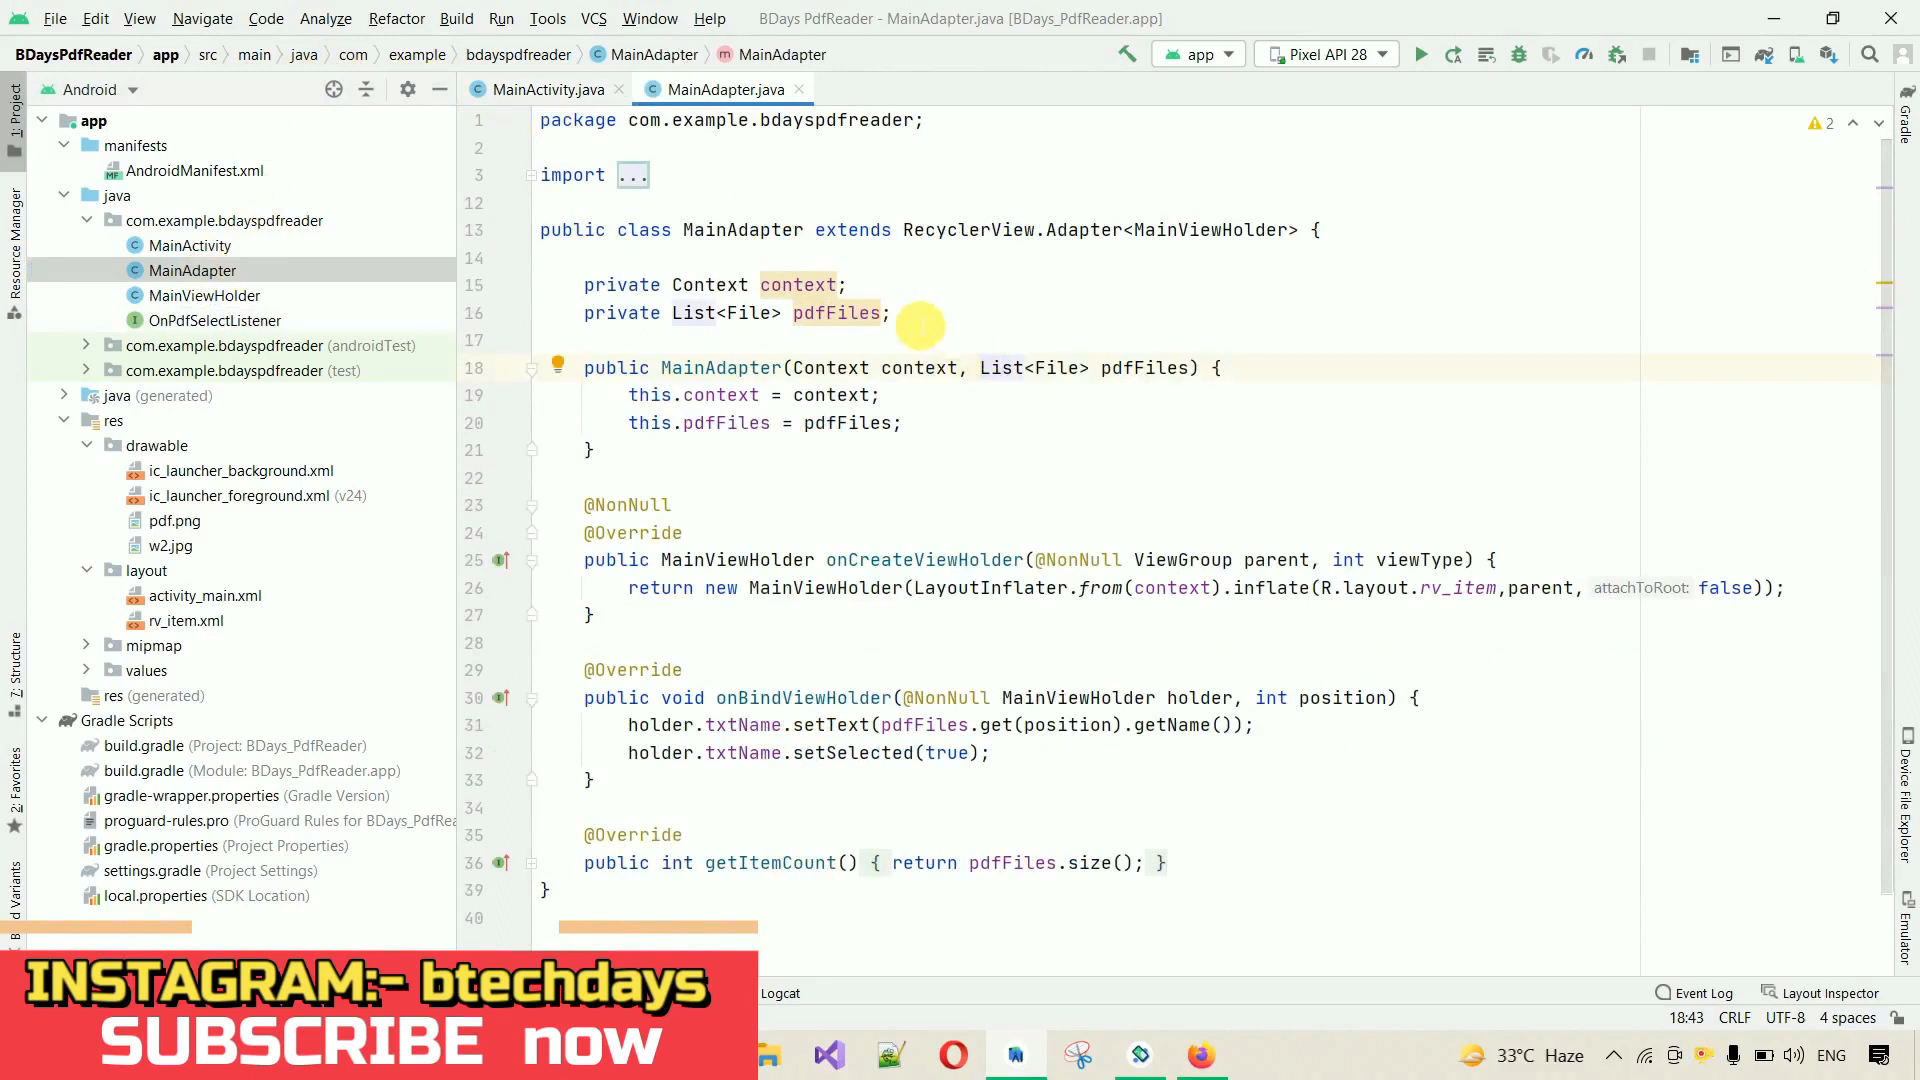 File Edit View Navigate Code Analyze Refactor Build Run Tools VCS Window Help BDays PdfReader - MainAdapter.java [BDays_PdfReader.app]
BDaysPdfReader app src main java com example bdayspdfreader MainAdapter MainAdapter app Pixel API 28
Android MainActivity.java MainAdapter.java
1: Project
Resource Manager
7: Structure
2: Favorites
app
manifests
AndroidManifest.xml
java
com.example.bdayspdfreader
MainActivity
MainAdapter
MainViewHolder
OnPdfSelectListener
com.example.bdayspdfreader (androidTest)
com.example.bdayspdfreader (test)
java (generated)
res
drawable
ic_launcher_background.xml
ic_launcher_foreground.xml (v24)
pdf.png
w2.jpg
layout
activity_main.xml
rv_item.xml
mipmap
values
res (generated)
Gradle Scripts
build.gradle (Project: BDays_PdfReader)
build.gradle (Module: BDays_PdfReader.app)
gradle-wrapper.properties (Gradle Version)
proguard-rules.pro (ProGuard Rules for BDays_PdfRea
gradle.properties (Project Properties)
settings.gradle (Project Settings)
local.properties (SDK Location)
1 package com.example.bdayspdfreader; 2
2
3 import ...
12
13 public class MainAdapter extends RecyclerView.Adapter<MainViewHolder> {
14
15 private Context context;
16 private List<File> pdfFiles;
17
18 public MainAdapter(Context context, List<File> pdfFiles) {
19 this.context = context;
20 this.pdfFiles = pdfFiles;
21 }
22
23 @NonNull
24 @Override
25 public MainViewHolder onCreateViewHolder(@NonNull ViewGroup parent, int viewType) {
26 return new MainViewHolder(LayoutInflater.from(context).inflate(R.layout.rv_item,parent, attachToRoot: false));
27 }
28
29 @Override
30 public void onBindViewHolder(@NonNull MainViewHolder holder, int position) {
31 holder.txtName.setText(pdfFiles.get(position).getName());
32 holder.txtName.setSelected(true);
33 }
34
35 @Override
36 public int getItemCount() { return pdfFiles.size(); }
39 }
40
Gradle
Device File Explorer
Emulator
INSTAGRAM:- btechdays
SUBSCRIBE now
Logcat Event Log Layout Inspector
18:43 CRLF UTF-8 4 spaces
33°C Haze ENG